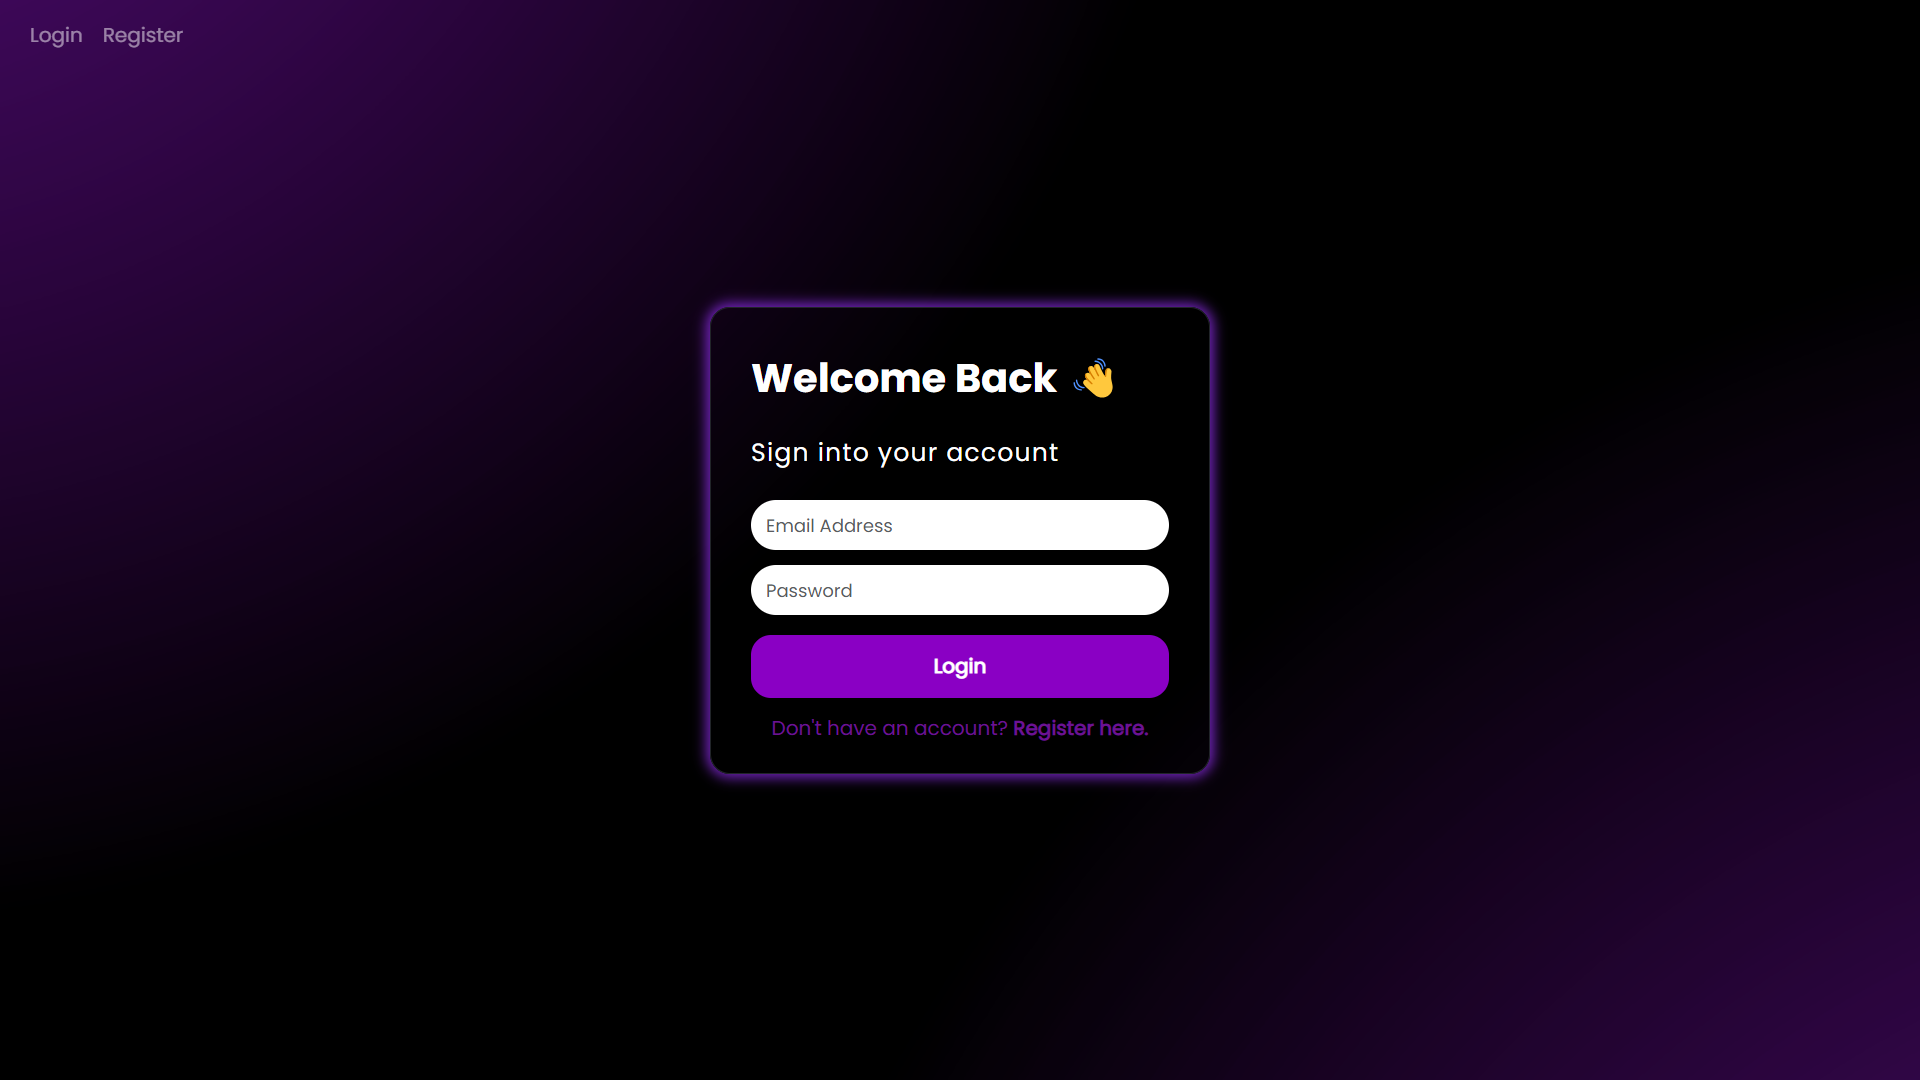 Login Register
Welcome Back 👋
Sign into your account
Email Address
Password
Login
Don't have an account? Register here.